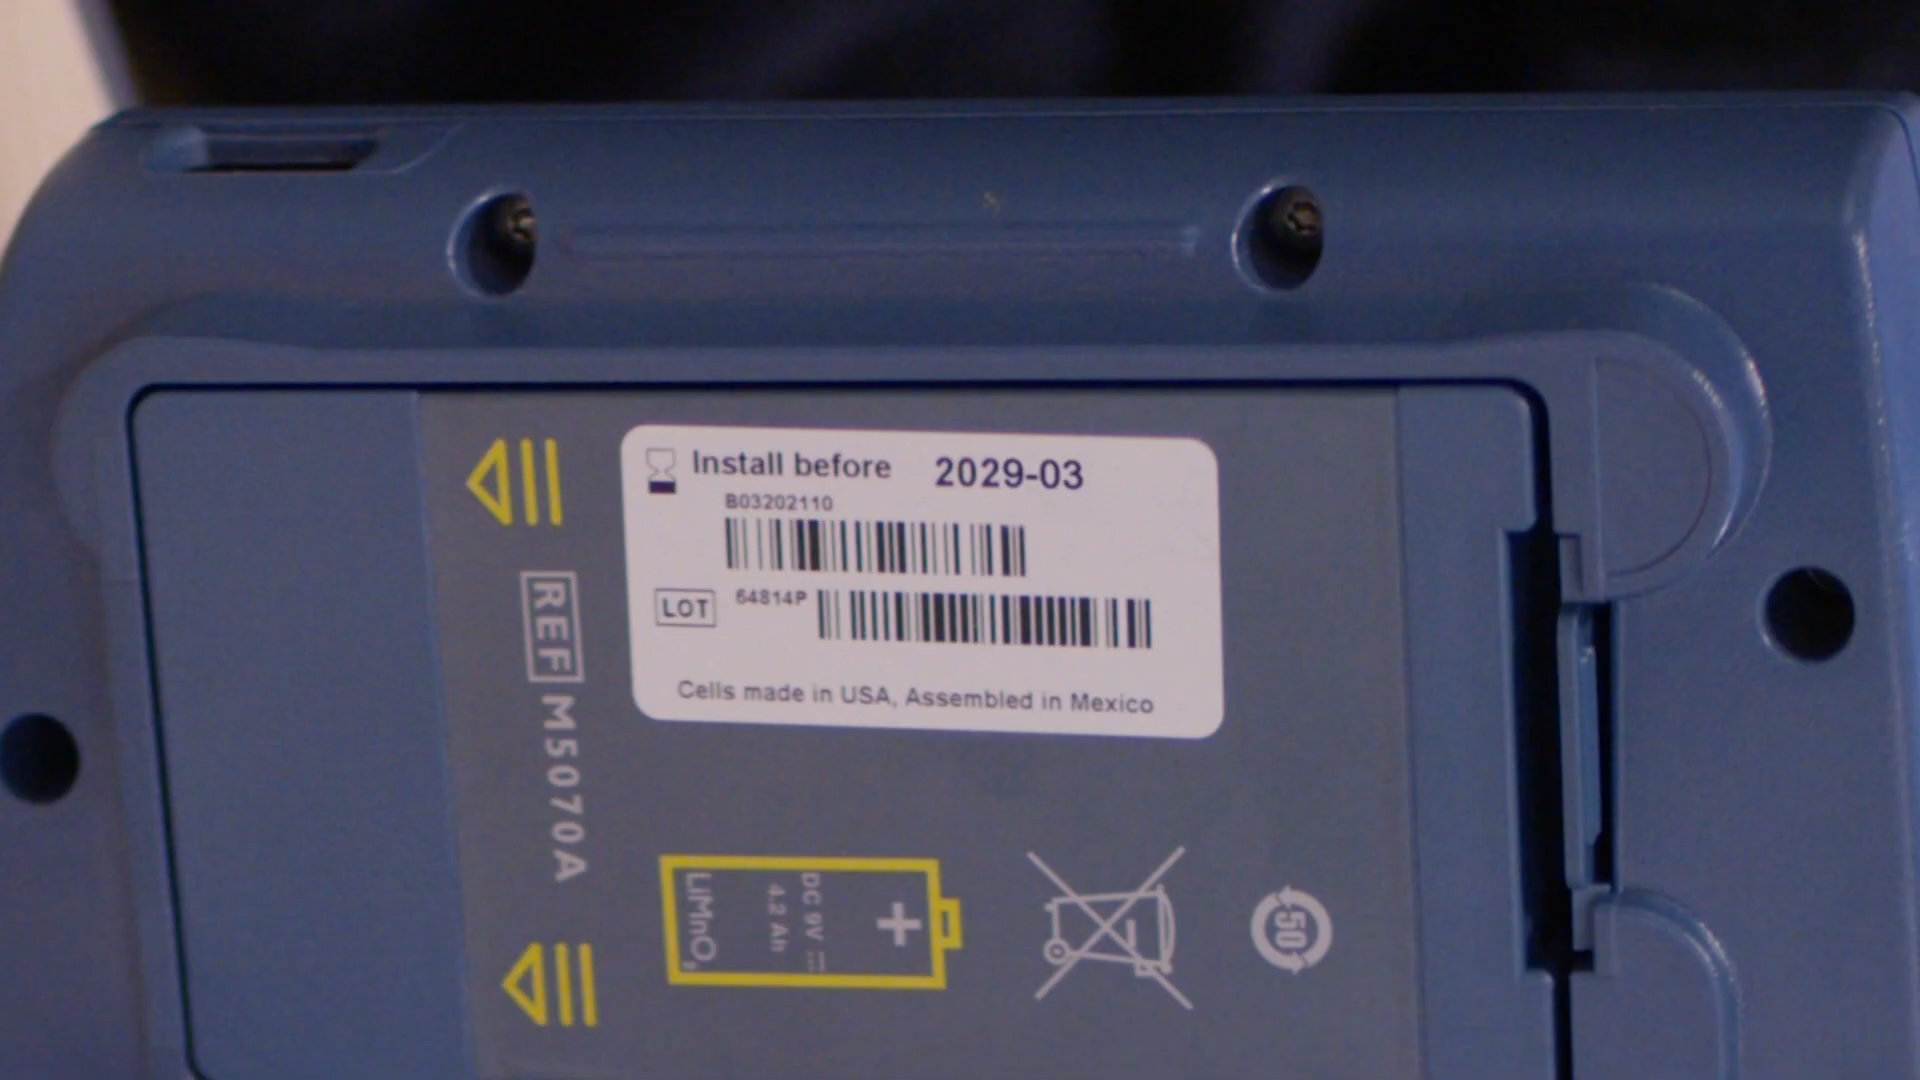 Install before 2029-03
B03202110
LOT 64814P
Cells made in USA, Assembled in Mexico
REF M5070A
DC 9V
4.2 Ah
LiMnO₂
+
50